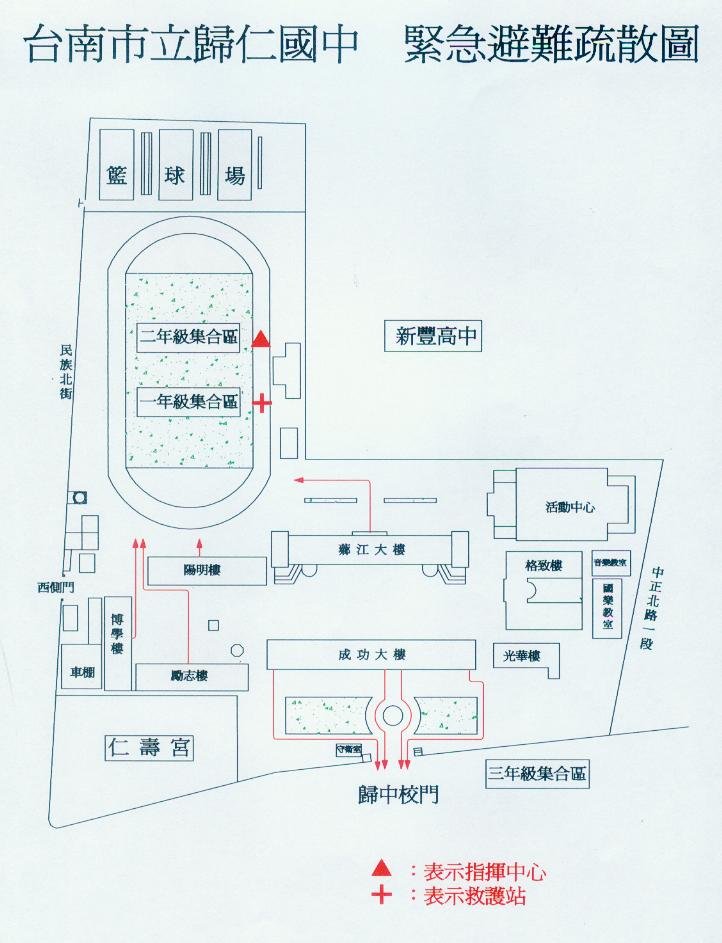 台南市立歸仁國中 緊急避難疏散圖
籃 球 場
二年級集合區
新豐高中
民族北街
一年級集合區
活動中心
薌江大樓
陽明樓
格致樓
音樂教室
西側門
國樂教室
中正北路一段
博學樓
成功大樓
光華樓
車棚
勵志樓
仁壽宮
守衛室
三年級集合區
歸中校門
：表示指揮中心
：表示救護站